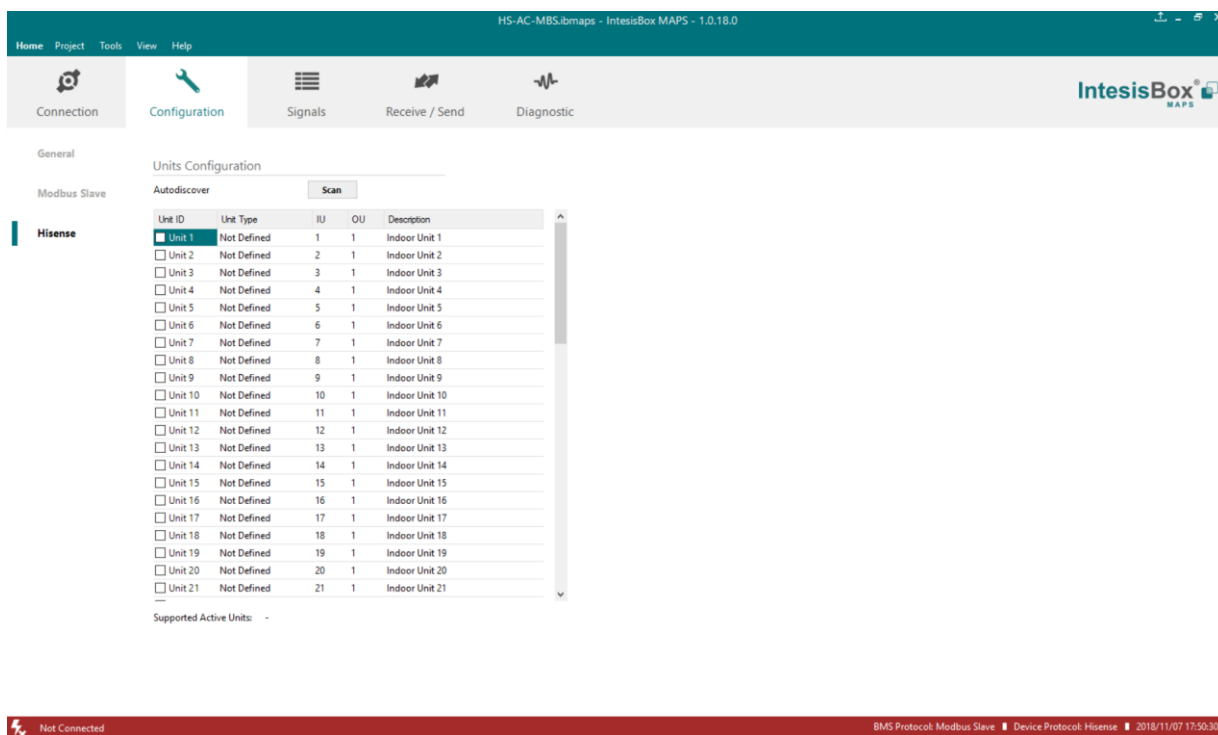 HS-AC-MBS.ibmaps - IntesisBox MAPS - 1.0.18.0
Home Project Tools View Help
Connection Configuration Signals Receive / Send Diagnostic
IntesisBox®
MAPS
General
Modbus Slave
Hisense
Units Configuration
Autodiscover Scan
Unit ID Unit Type IU OU Description
Unit 1 Not Defined 1 1 Indoor Unit 1
Unit 2 Not Defined 2 1 Indoor Unit 2
Unit 3 Not Defined 3 1 Indoor Unit 3
Unit 4 Not Defined 4 1 Indoor Unit 4
Unit 5 Not Defined 5 1 Indoor Unit 5
Unit 6 Not Defined 6 1 Indoor Unit 6
Unit 7 Not Defined 7 1 Indoor Unit 7
Unit 8 Not Defined 8 1 Indoor Unit 8
Unit 9 Not Defined 9 1 Indoor Unit 9
Unit 10 Not Defined 10 1 Indoor Unit 10
Unit 11 Not Defined 11 1 Indoor Unit 11
Unit 12 Not Defined 12 1 Indoor Unit 12
Unit 13 Not Defined 13 1 Indoor Unit 13
Unit 14 Not Defined 14 1 Indoor Unit 14
Unit 15 Not Defined 15 1 Indoor Unit 15
Unit 16 Not Defined 16 1 Indoor Unit 16
Unit 17 Not Defined 17 1 Indoor Unit 17
Unit 18 Not Defined 18 1 Indoor Unit 18
Unit 19 Not Defined 19 1 Indoor Unit 19
Unit 20 Not Defined 20 1 Indoor Unit 20
Unit 21 Not Defined 21 1 Indoor Unit 21
Supported Active Units: -
Not Connected
BMS Protocol: Modbus Slave Device Protocol: Hisense 2018/11/07 17:50:30